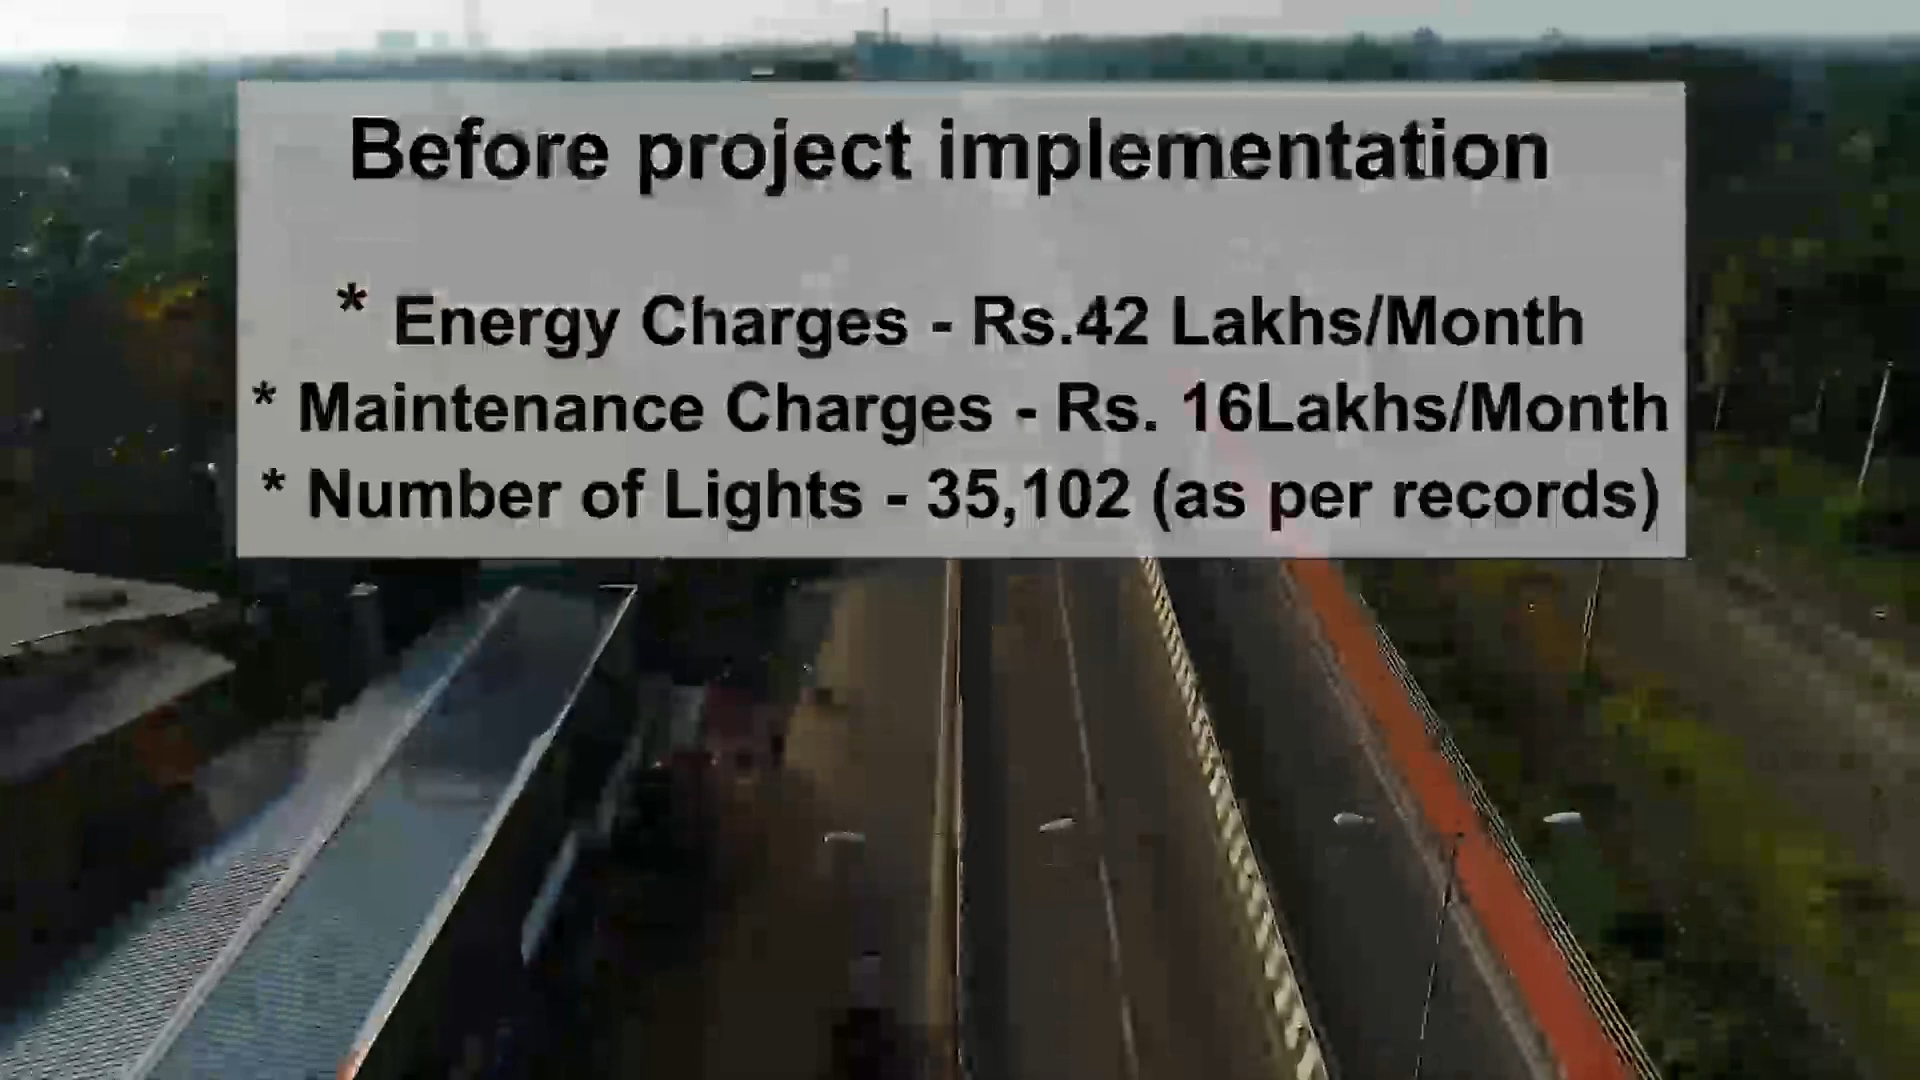 Before project implementation
* Energy Charges - Rs.42 Lakhs/Month
* Maintenance Charges - Rs. 16Lakhs/Month
* Number of Lights - 35,102 (as per records)